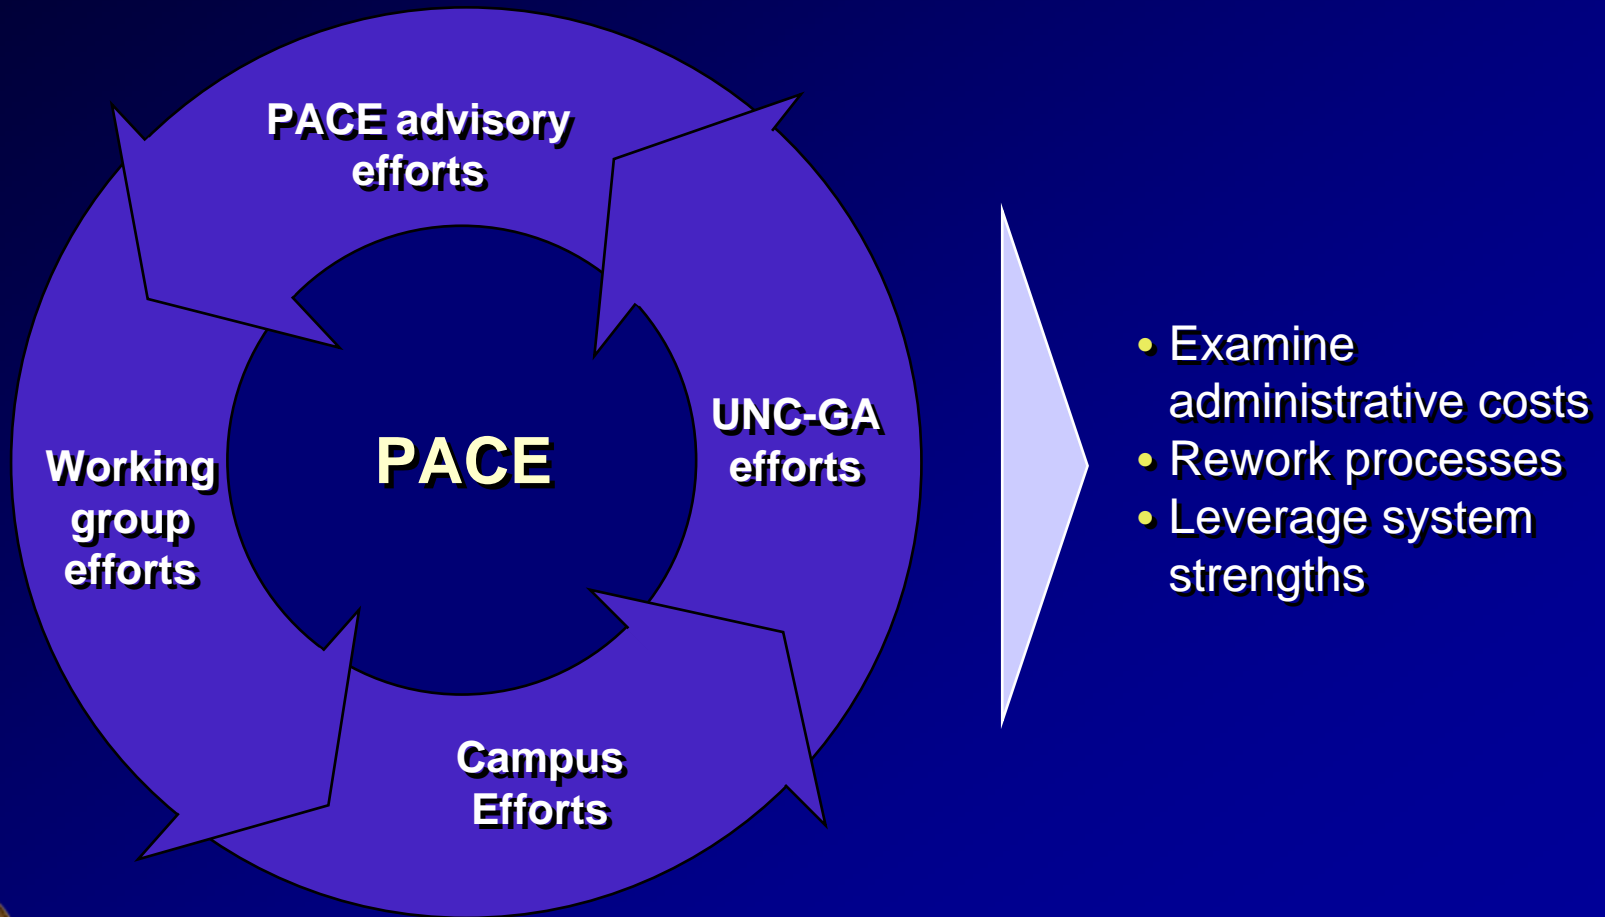 PACE advisory
efforts
UNC-GA
efforts
PACE
Working
group
efforts
Campus
Efforts
• Examine
administrative costs
• Rework processes
• Leverage system
strengths